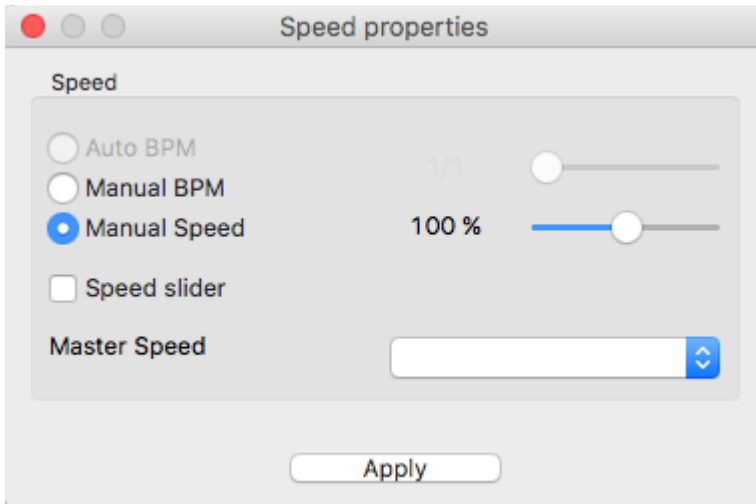 Speed properties
Speed
Auto BPM
1/1
Manual BPM
Manual Speed
100 %
Speed slider
Master Speed
Apply